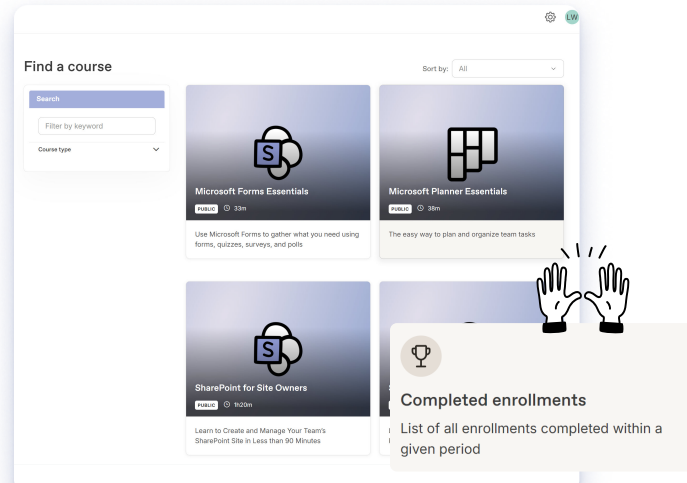 LW
Find a course
Sort by:
All
Search
Filter by keyword
Course type
S
Microsoft Forms Essentials
PUBLIC
33m
Use Microsoft Forms to gather what you need using
forms, quizzes, surveys, and polls
Microsoft Planner Essentials
PUBLIC
38m
The easy way to plan and organize team tasks
S
SharePoint for Site Owners
PUBLIC
1h20m
Learn to Create and Manage Your Team's
SharePoint Site in Less than 90 Minutes
Completed enrollments
List of all enrollments completed within a
given period